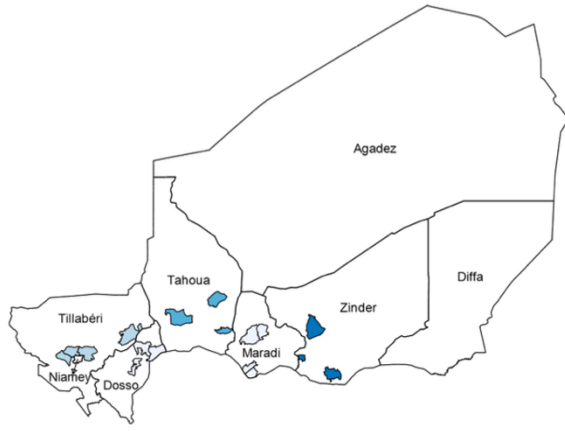 Agadez
Tahoua
Diffa
Zinder
Tillabéri
Maradi
Niamey
Dosso